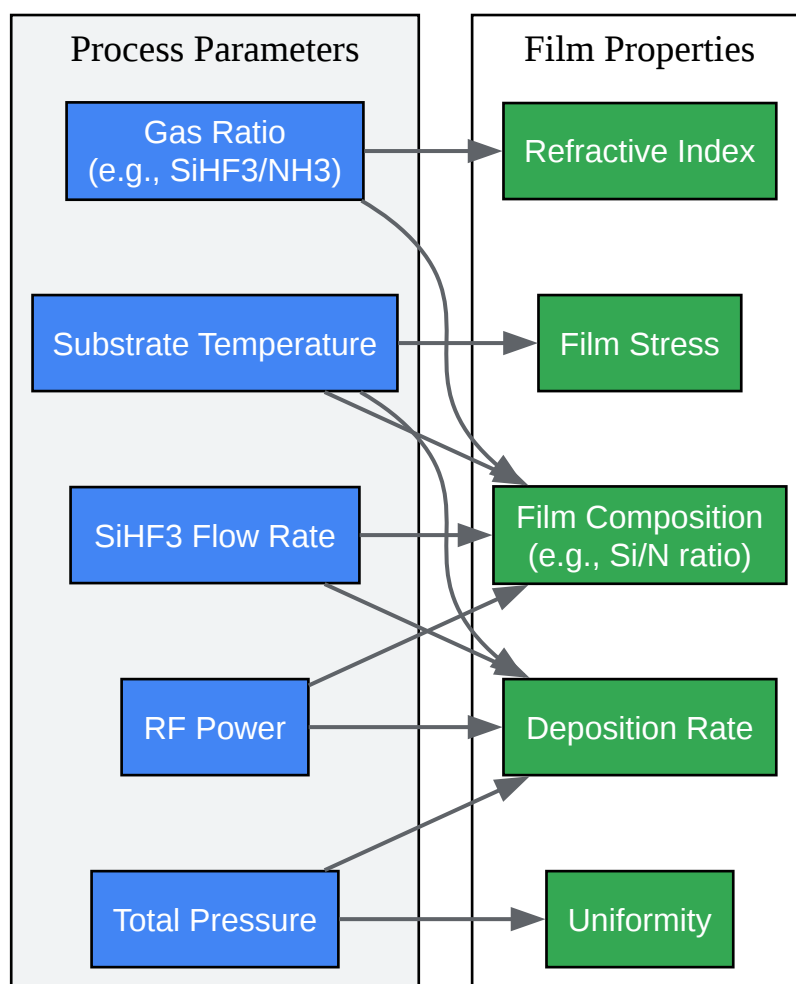 Process Parameters
Gas Ratio
(e.g., SiHF3/NH3)
Substrate Temperature
SiHF3 Flow Rate
RF Power
Total Pressure
Film Properties
Refractive Index
Film Stress
Film Composition
(e.g., Si/N ratio)
Deposition Rate
Uniformity